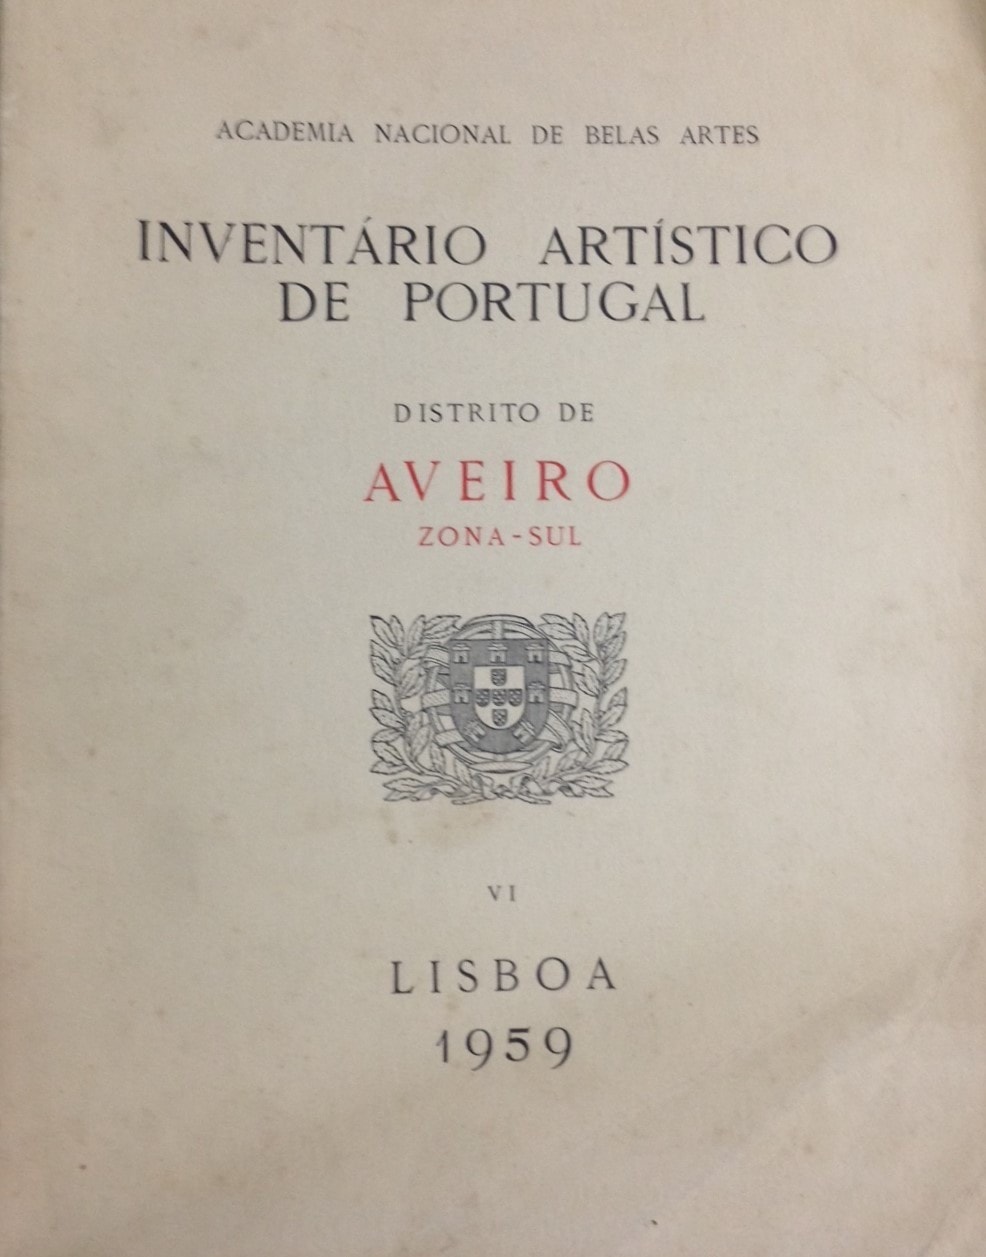 ACADEMIA NACIONAL DE BELAS ARTES
INVENTÁRIO ARTÍSTICO
DE PORTUGAL
DISTRITO DE
AVEIRO
ZONA-SUL
VI
LISBOA
1959